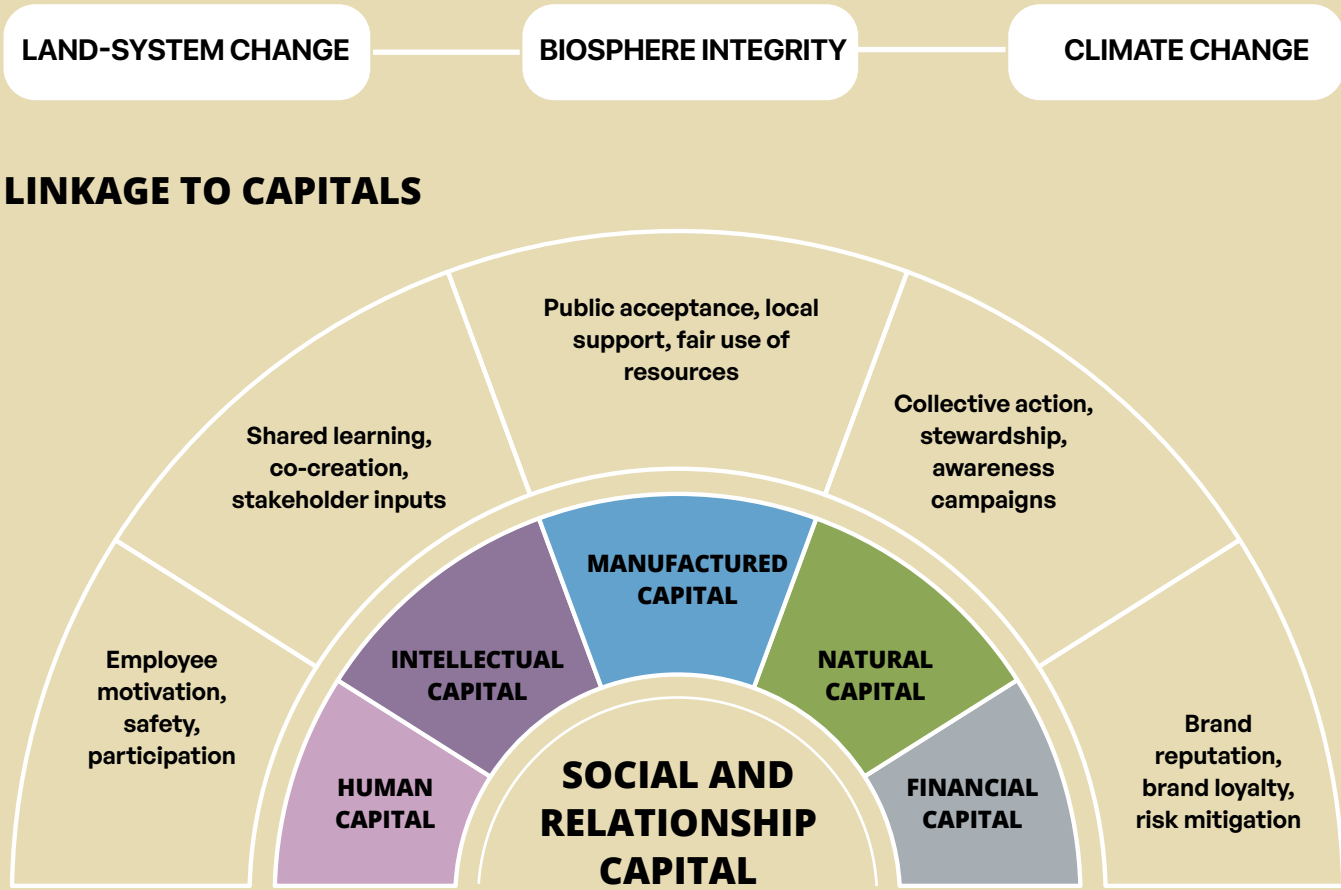 LAND-SYSTEM CHANGE
BIOSPHERE INTEGRITY
CLIMATE CHANGE
LINKAGE TO CAPITALS
Employee
motivation,
safety,
participation
Shared learning,
co-creation,
stakeholder inputs
Public acceptance, local
support, fair use of
resources
Collective action,
stewardship,
awareness
campaigns
Brand
reputation,
brand loyalty,
risk mitigation
HUMAN
CAPITAL
INTELLECTUAL
CAPITAL
MANUFACTURED
CAPITAL
NATURAL
CAPITAL
FINANCIAL
CAPITAL
SOCIAL AND
RELATIONSHIP
CAPITAL